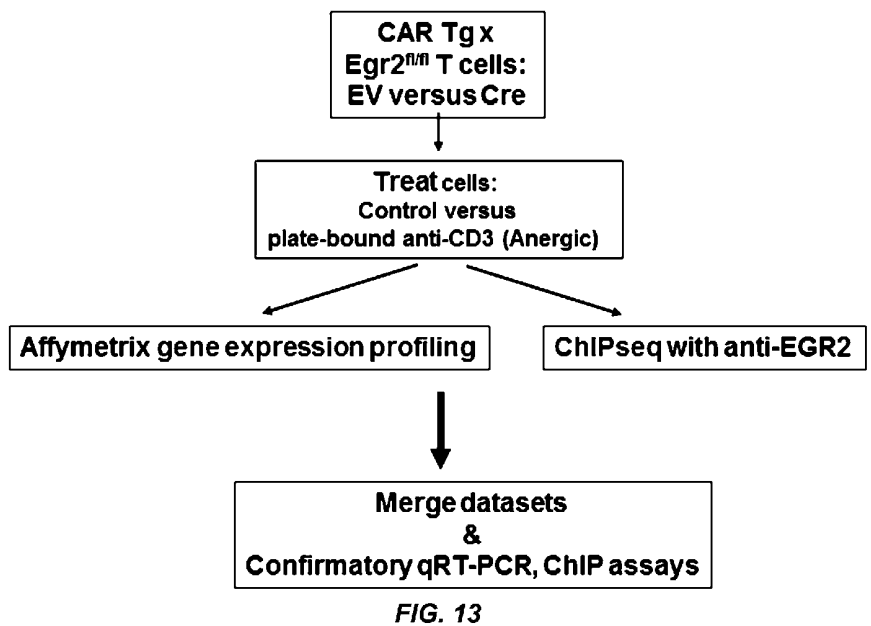 CAR Tg x
Egr2fl/fl T cells:
EV versus Cre
Treat cells:
Control versus
plate-bound anti-CD3 (Anergic)
Affymetrix gene expression profiling
ChIPseq with anti-EGR2
Merge datasets
&
Confirmatory qRT-PCR, ChIP assays
FIG. 13